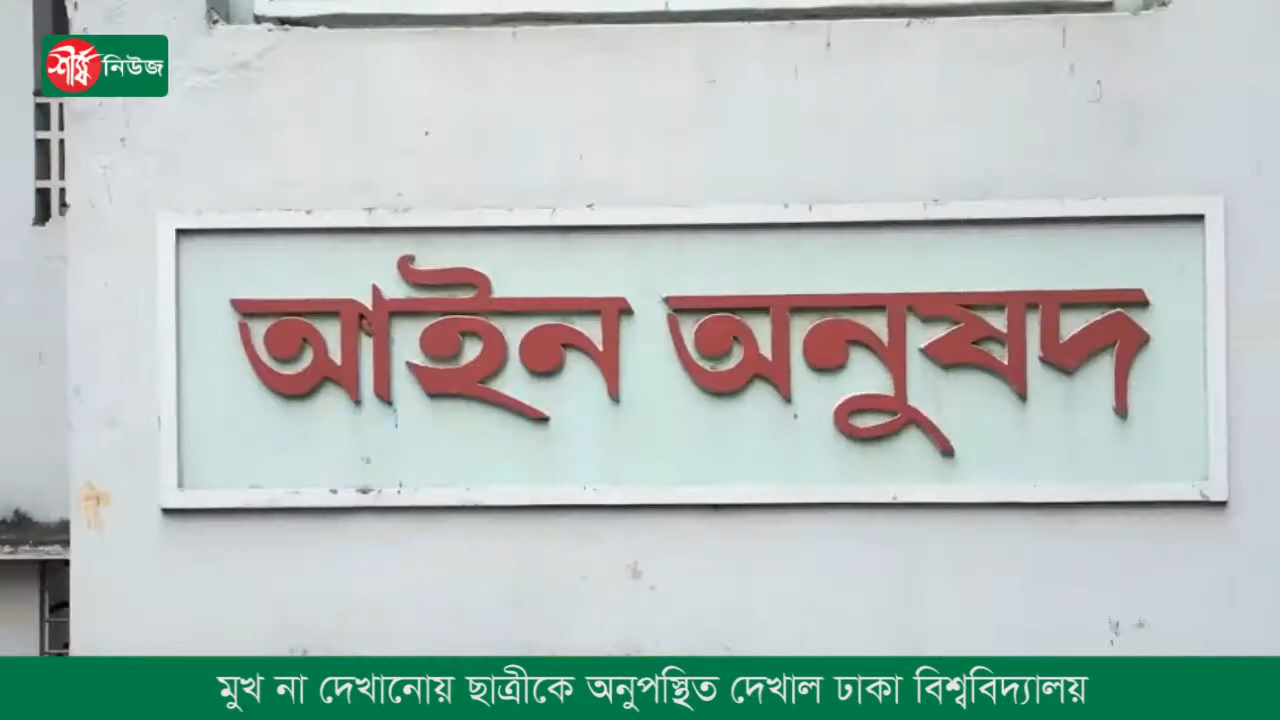 শীর্ষ নিউজ
আইন অনুষদ
মুখ না দেখানোয় ছাত্রীকে অনুপস্থিত দেখাল ঢাকা বিশ্ববিদ্যালয়